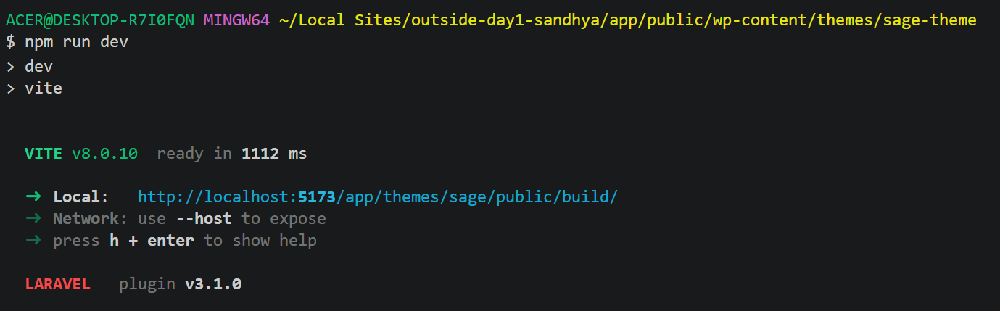 ACER@DESKTOP-R7I0FQN MINGW64 ~/Local Sites/outside-day1-sandhya/app/public/wp-content/themes/sage-theme
$ npm run dev
> dev
> vite
VITE v8.0.10  ready in 1112 ms
➜ Local:   http://localhost:5173/app/themes/sage/public/build/
➜ Network: use --host to expose
➜ press h + enter to show help
LARAVEL   plugin v3.1.0